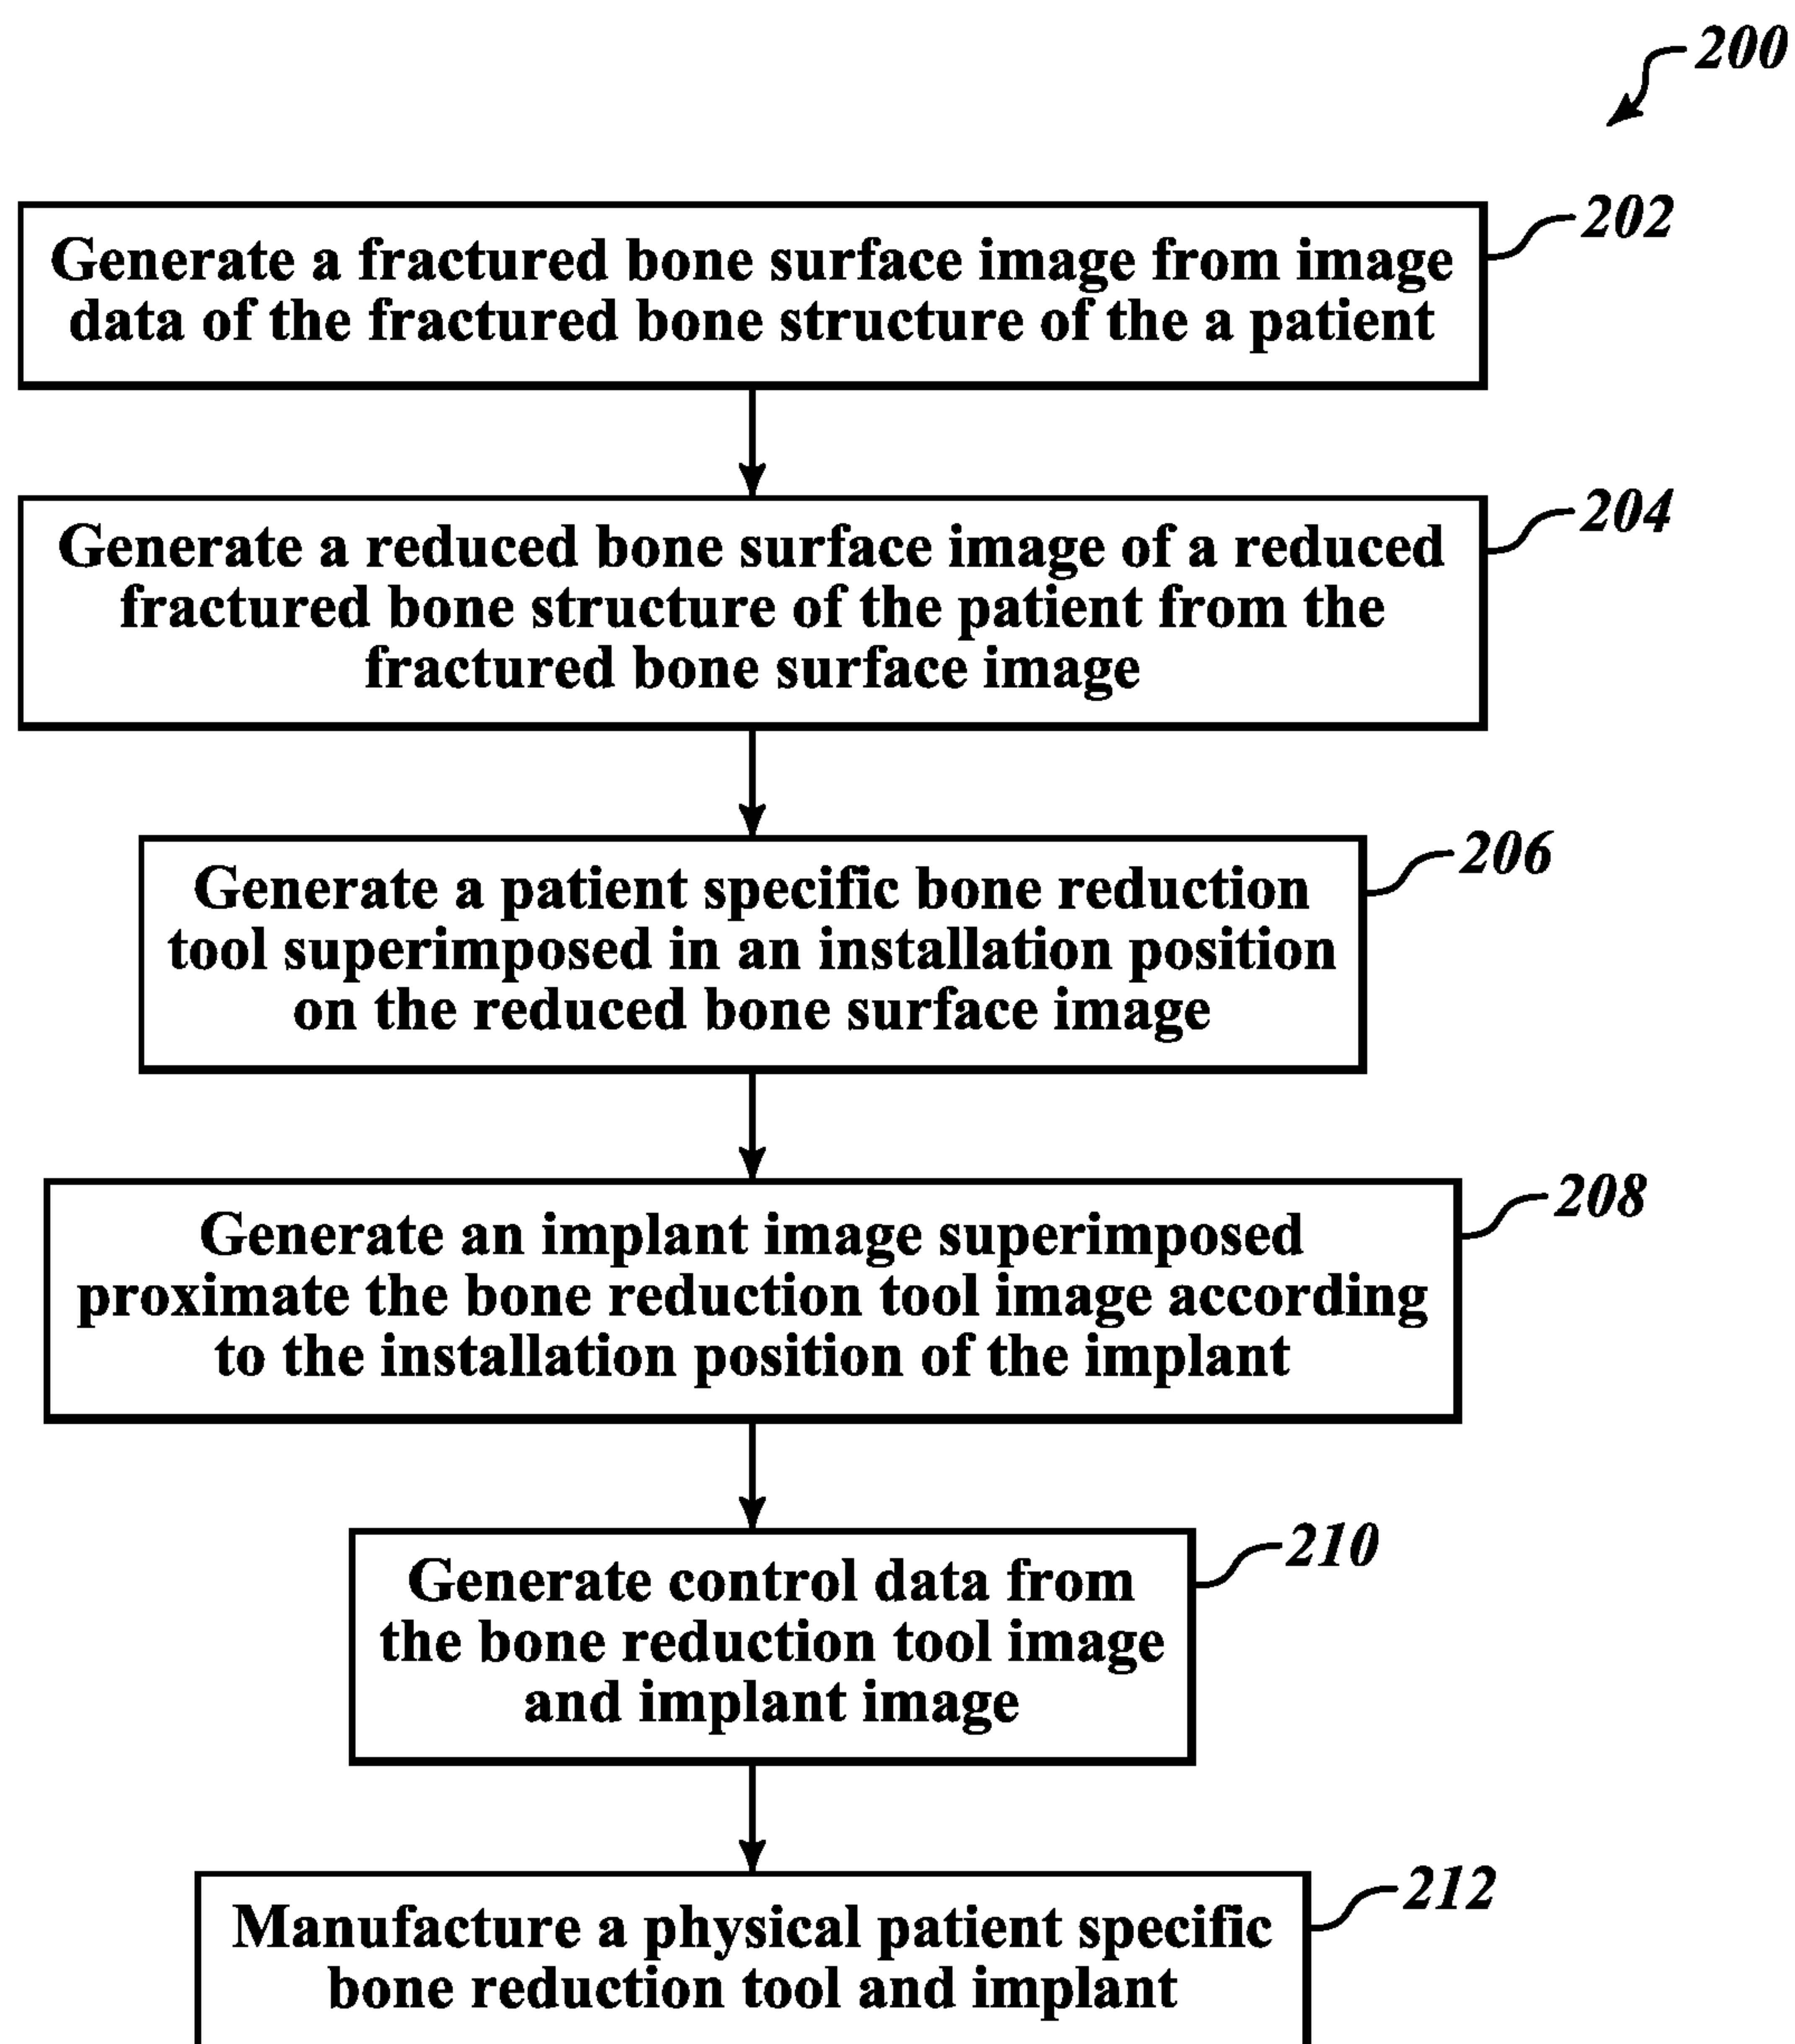 200
202
Generate a fractured bone surface image from image
data of the fractured bone structure of the a patient
204
Generate a reduced bone surface image of a reduced
fractured bone structure of the patient from the
fractured bone surface image
206
Generate a patient specific bone reduction
tool superimposed in an installation position
on the reduced bone surface image
208
Generate an implant image superimposed
proximate the bone reduction tool image according
to the installation position of the implant
210
Generate control data from
the bone reduction tool image
and implant image
212
Manufacture a physical patient specific
bone reduction tool and implant